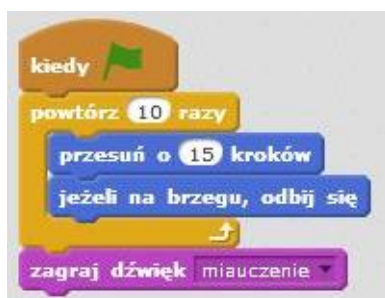 kiedy
powtórz 10 razy
przesuń o 15 kroków
jeżeli na brzegu, odbij się
zagraj dźwięk miauczenie